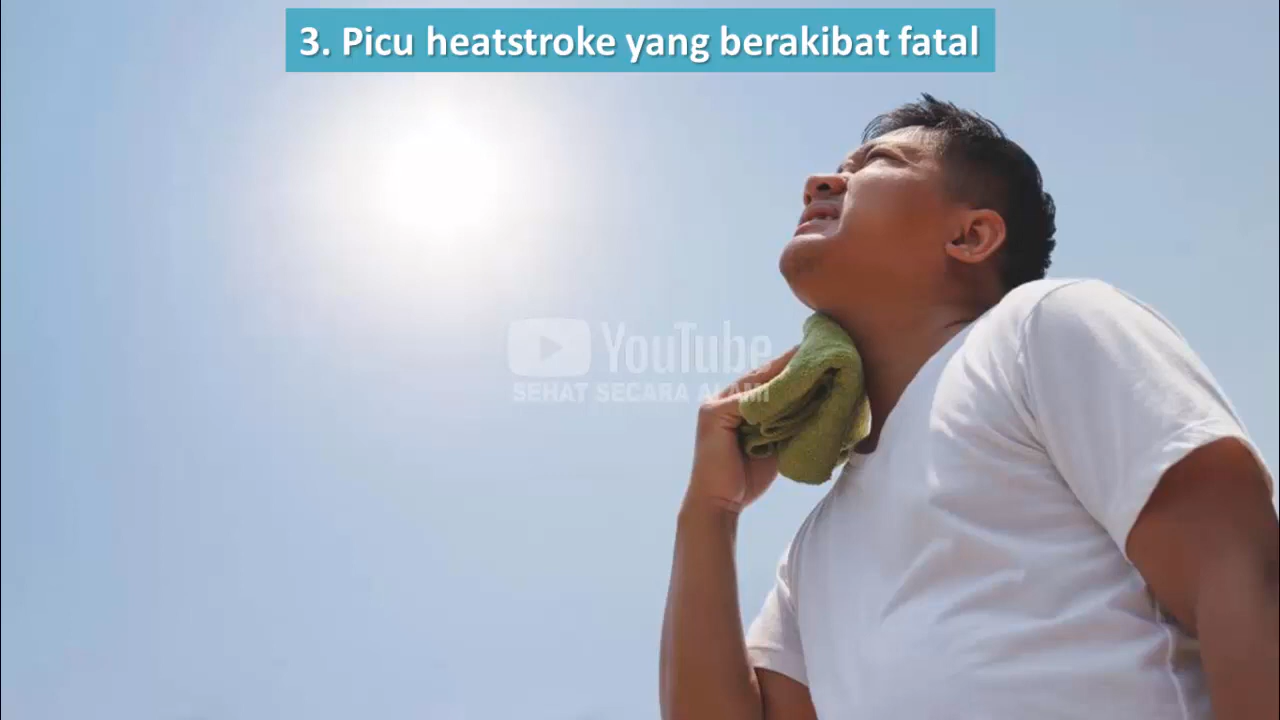 3. Picu heatstroke yang berakibat fatal
YouTube
SEHAT SECARA ALAMI